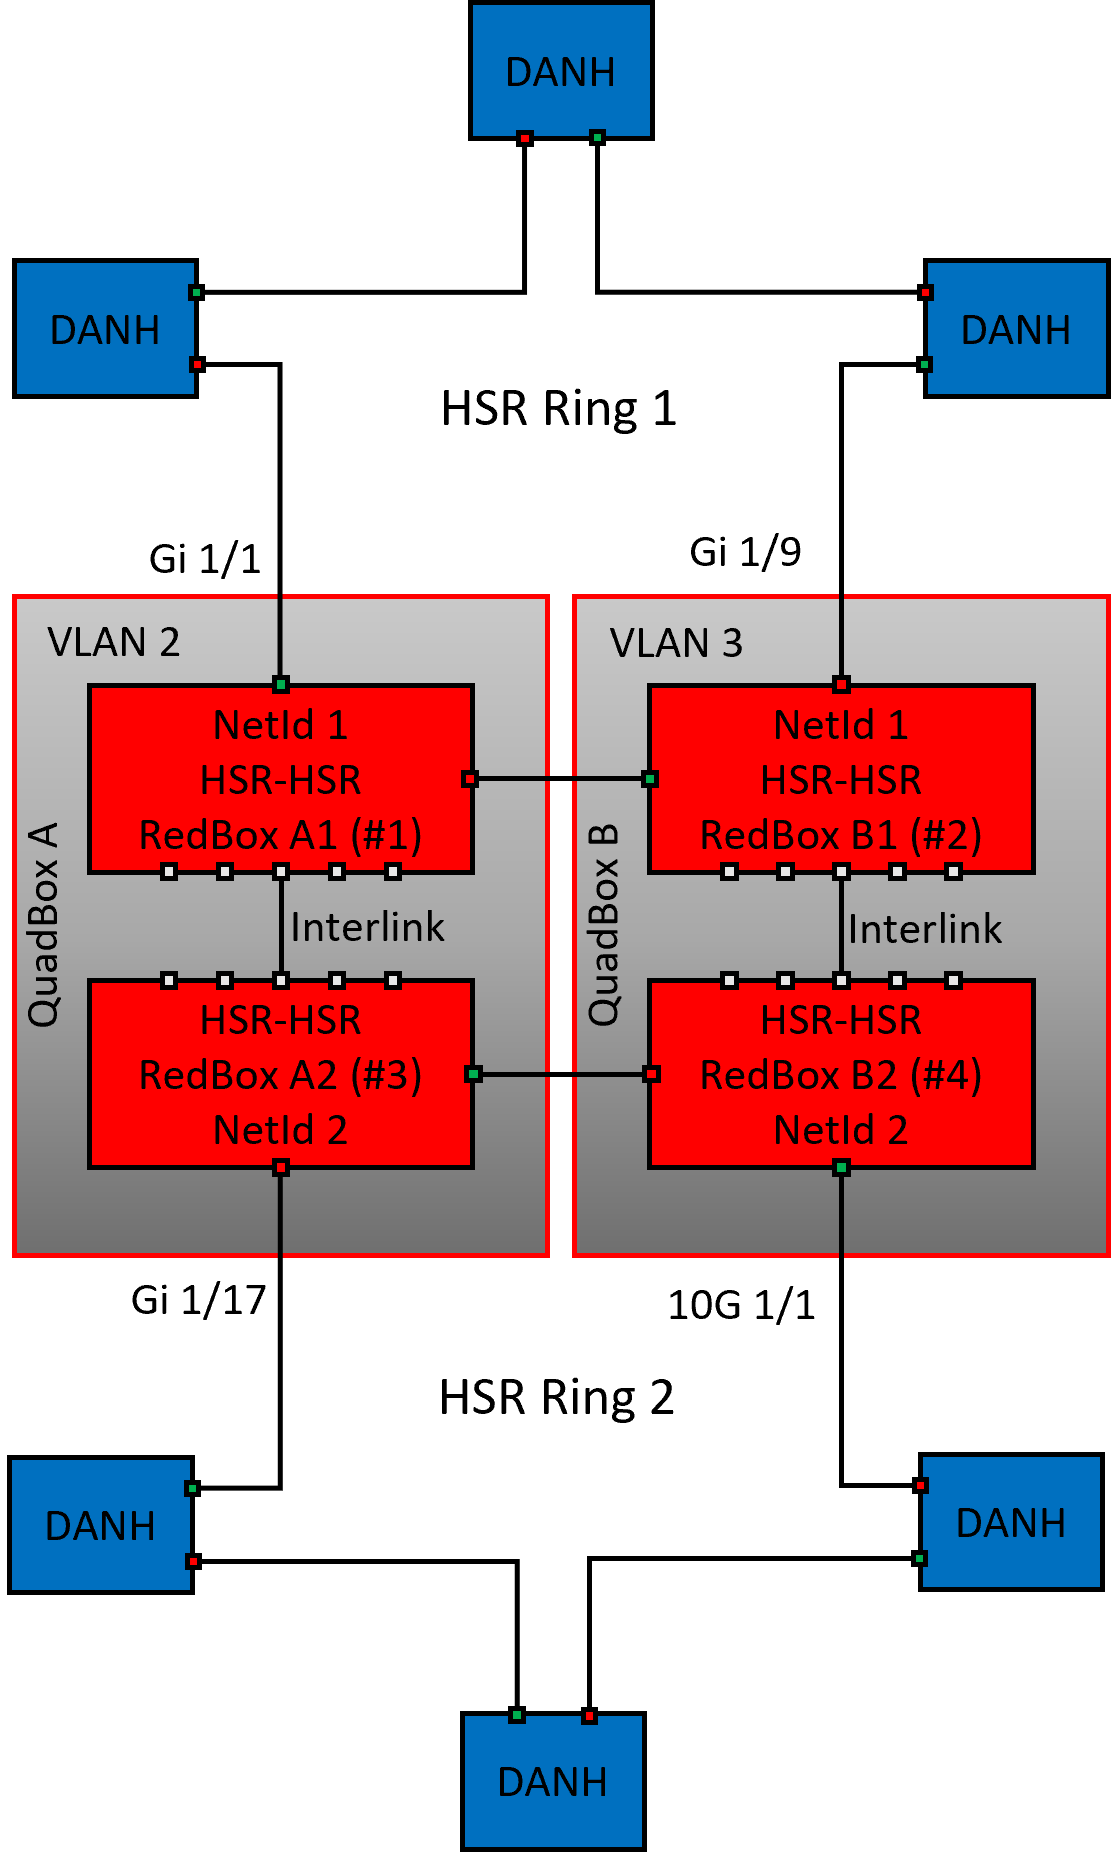 DANH
DANH
DANH
HSR Ring 1
Gi 1/1
Gi 1/9
VLAN 2
VLAN 3
NetId 1
HSR-HSR
RedBox A1 (#1)
NetId 1
HSR-HSR
RedBox B1 (#2)
QuadBox A
Interlink
QuadBox B
Interlink
HSR-HSR
RedBox A2 (#3)
NetId 2
HSR-HSR
RedBox B2 (#4)
NetId 2
Gi 1/17
10G 1/1
HSR Ring 2
DANH
DANH
DANH